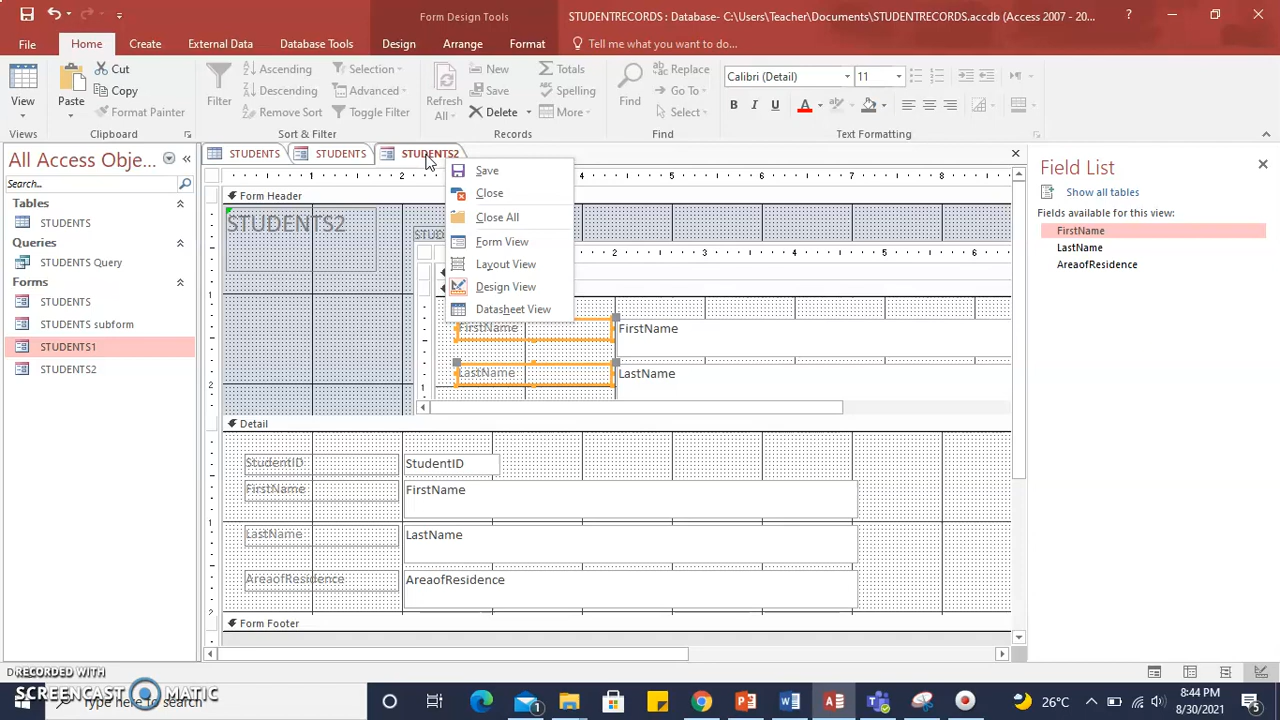 Form Design Tools
STUDENTRECORDS : Database- C:\Users\Teacher\Documents\STUDENTRECORDS.accdb (Access 2007 - 20...
File Home Create External Data Database Tools Design Arrange Format Tell me what you want to do...
View
Views
Paste
Cut
Copy
Format Painter
Clipboard
Filter
Ascending
Descending
Remove Sort
Selection
Advanced
Toggle Filter
Sort & Filter
Refresh
All
New
Save
Delete
Totals
Spelling
More
Records
Find
Replace
Go To
Select
Find
Calibri (Detail) 11
B I U A
Text Formatting
All Access Obje...
Search...
Tables
STUDENTS
Queries
STUDENTS Query
Forms
STUDENTS
STUDENTS subform
STUDENTS1
STUDENTS2
STUDENTS STUDENTS STUDENTS2
Save
Close
Close All
Form View
Layout View
Design View
Datasheet View
Form Header
STUDENTS2
STUD
FirstName FirstName
LastName LastName
Detail
StudentID StudentID
FirstName FirstName
LastName LastName
AreaofResidence AreaofResidence
Form Footer
Field List
Show all tables
Fields available for this view:
FirstName
LastName
AreaofResidence
RECORDED WITH
SCREENCAST MATIC
Type here to search
26°C
8:44 PM
8/30/2021